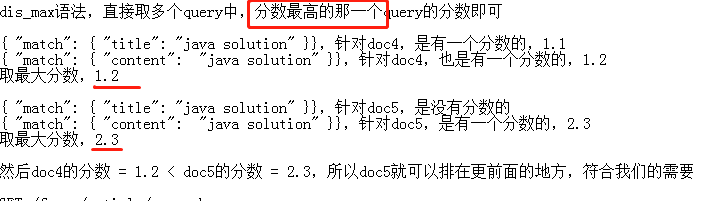 dis_max语法，直接取多个query中，分数最高的那一个query的分数即可
{ "match": { "title": "java solution" }}，针对doc4，是有一个分数的，1.1
{ "match": { "content":  "java solution" }}，针对doc4，也是有一个分数的，1.2
取最大分数，1.2
{ "match": { "title": "java solution" }}，针对doc5，是没有分数的
{ "match": { "content":  "java solution" }}，针对doc5，是有一个分数的，2.3
取最大分数，2.3
然后doc4的分数 = 1.2 < doc5的分数 = 2.3，所以doc5就可以排在更前面的地方，符合我们的需要